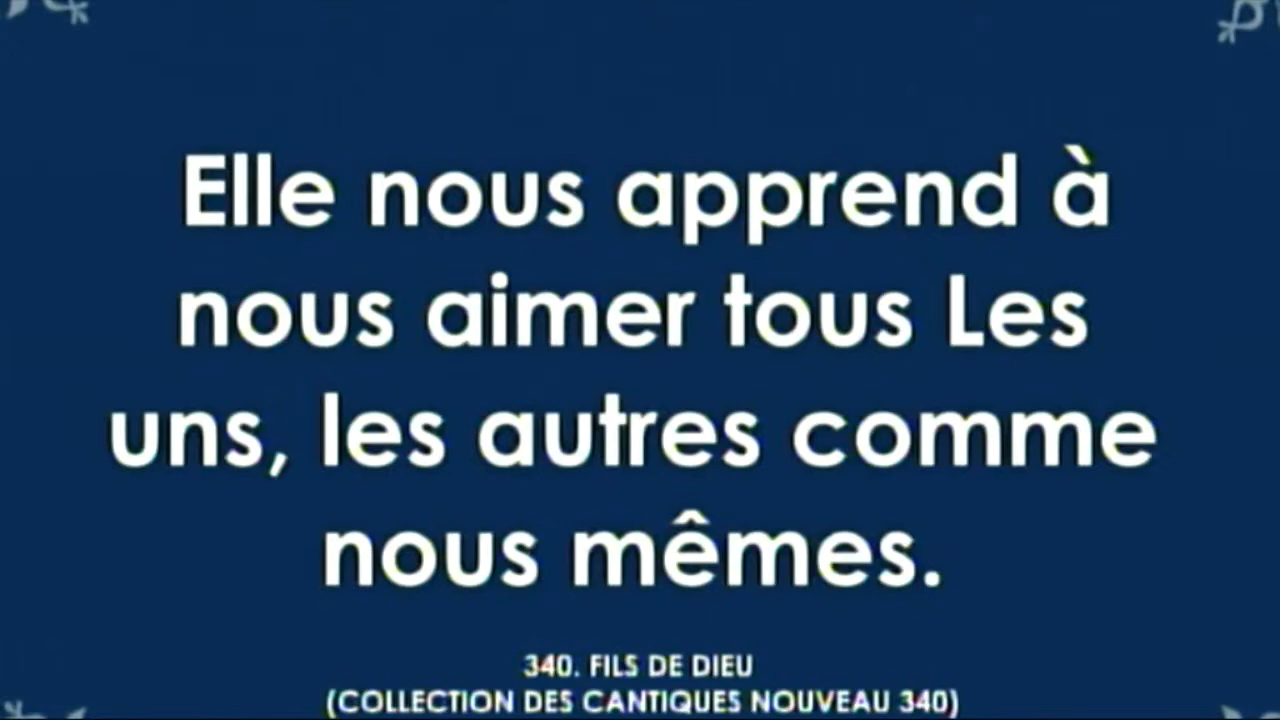 Elle nous apprend à
nous aimer tous Les
uns, les autres comme
nous mêmes.
340. FILS DE DIEU
(COLLECTION DES CANTIQUES NOUVEAU 340)